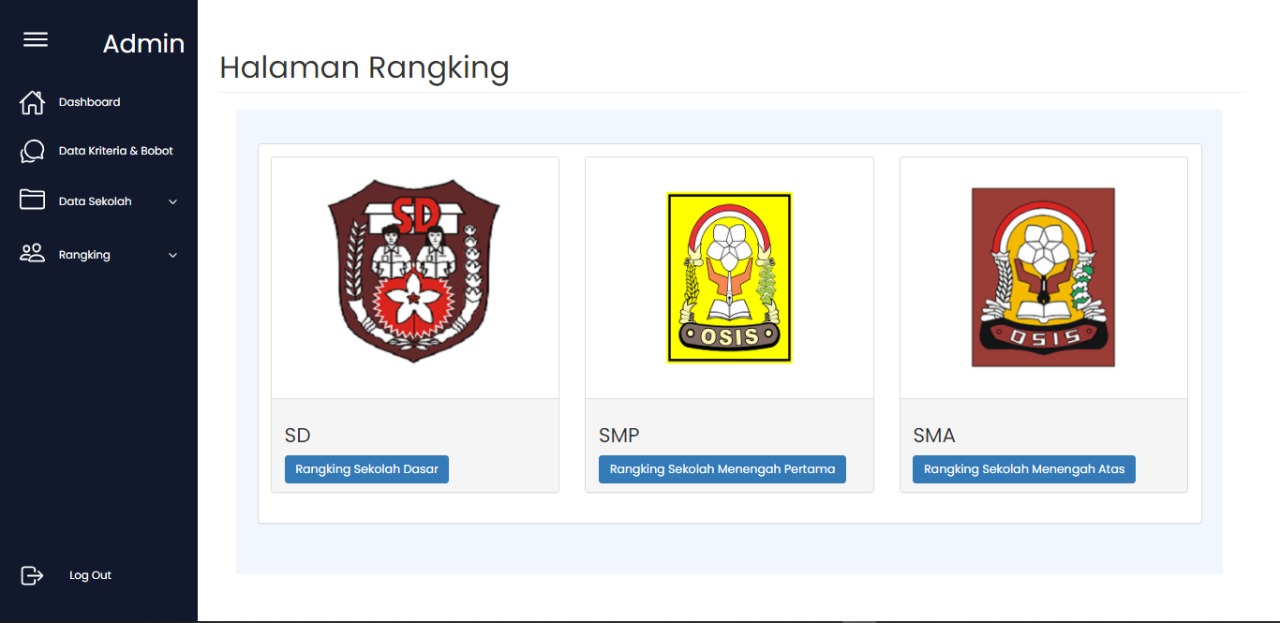 Admin
Dashboard
Data Kriteria & Bobot
Data Sekolah
Rangking
Log Out
Halaman Rangking
SD
OSIS
OSIS
SD
Rangking Sekolah Dasar
SMP
Rangking Sekolah Menengah Pertama
SMA
Rangking Sekolah Menengah Atas